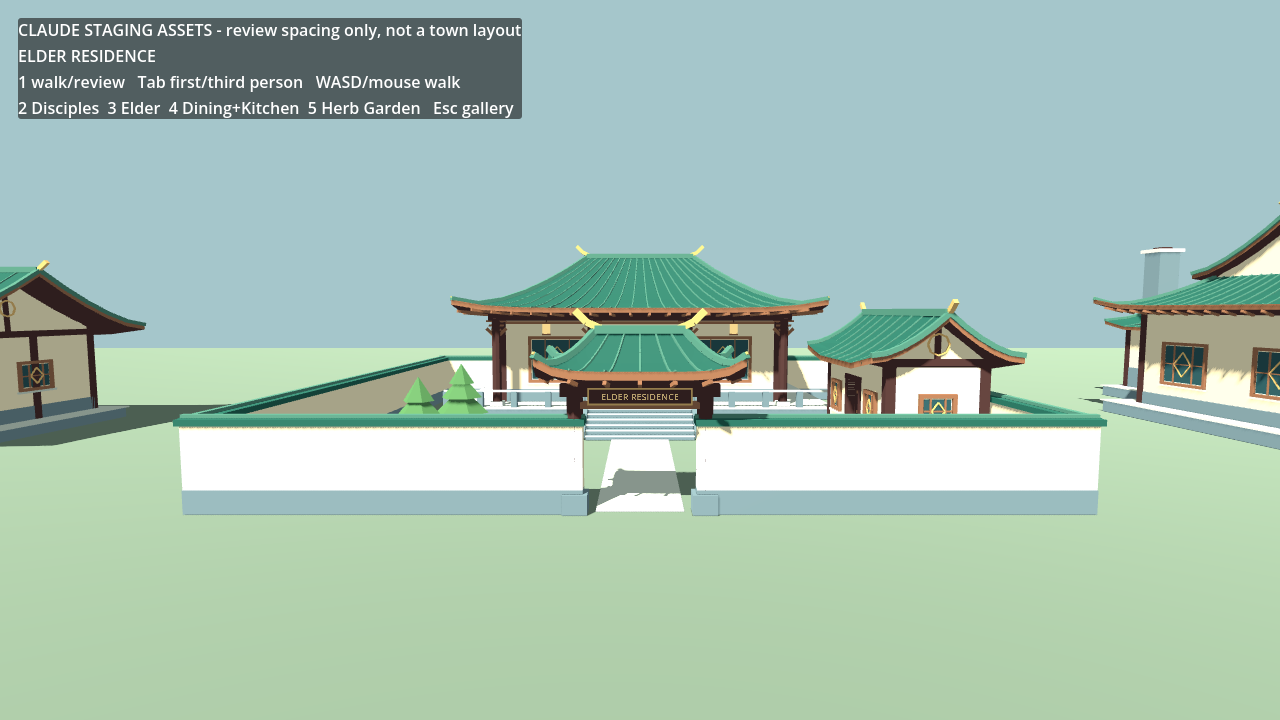 CLAUDE STAGING ASSETS - review spacing only, not a town layout
ELDER RESIDENCE
1 walk/review   Tab first/third person   WASD/mouse walk
2 Disciples  3 Elder  4 Dining+Kitchen  5 Herb Garden   Esc gallery
ELDER RESIDENCE